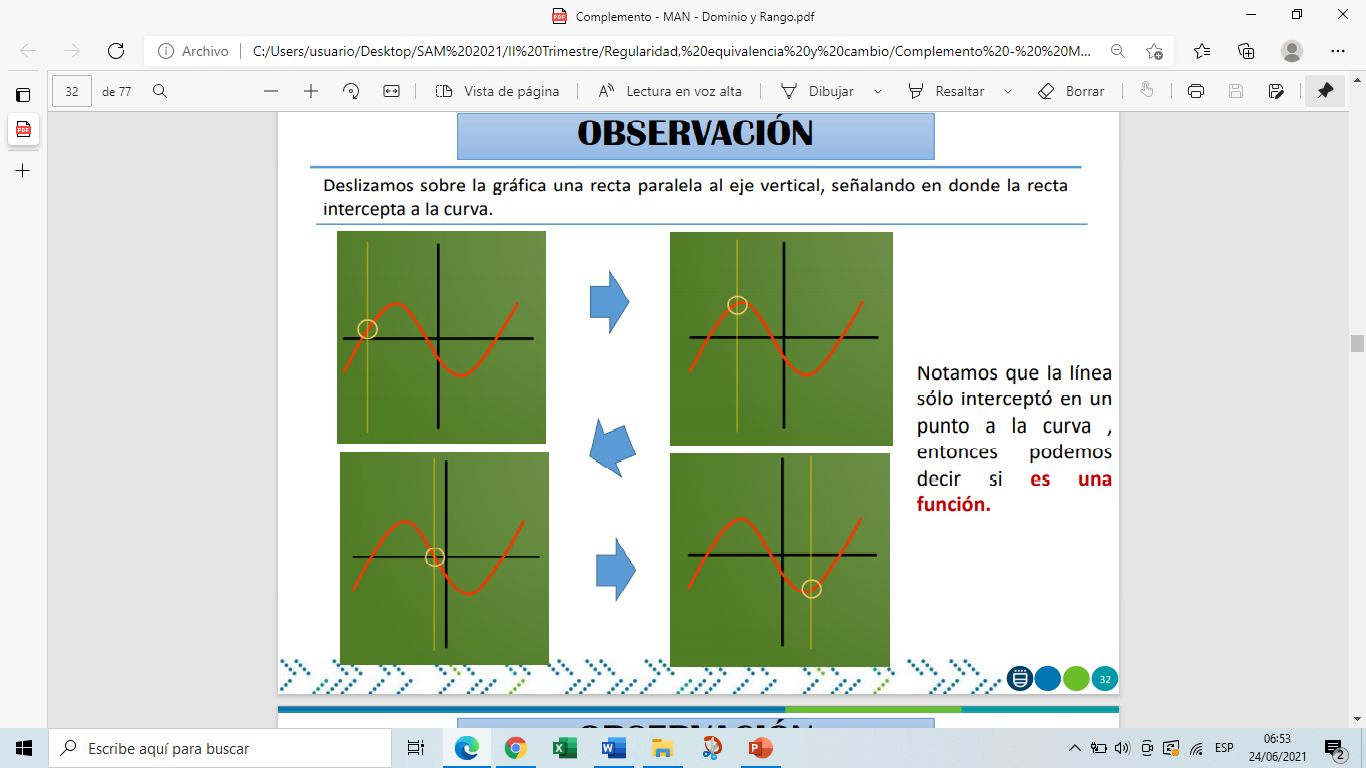 Complemento - MAN - Dominio y Rango.pdf
Archivo
C:/Users/usuario/Desktop/SAM%202021/II%20Trimestre/Regularidad,%20equivalencia%20y%20cambio/Complemento%20-%20%20M...
32 de 77
Vista de página
Lectura en voz alta
Dibujar
Resaltar
Borrar
OBSERVACIÓN
Deslizamos sobre la gráfica una recta paralela al eje vertical, señalando en donde la recta
intercepta a la curva.
Notamos que la línea
sólo interceptó en un
punto a la curva ,
entonces podemos
decir si es una
función.
32
OBSERVACIÓN
Escribe aquí para buscar
ESP
06:53
24/06/2021
2